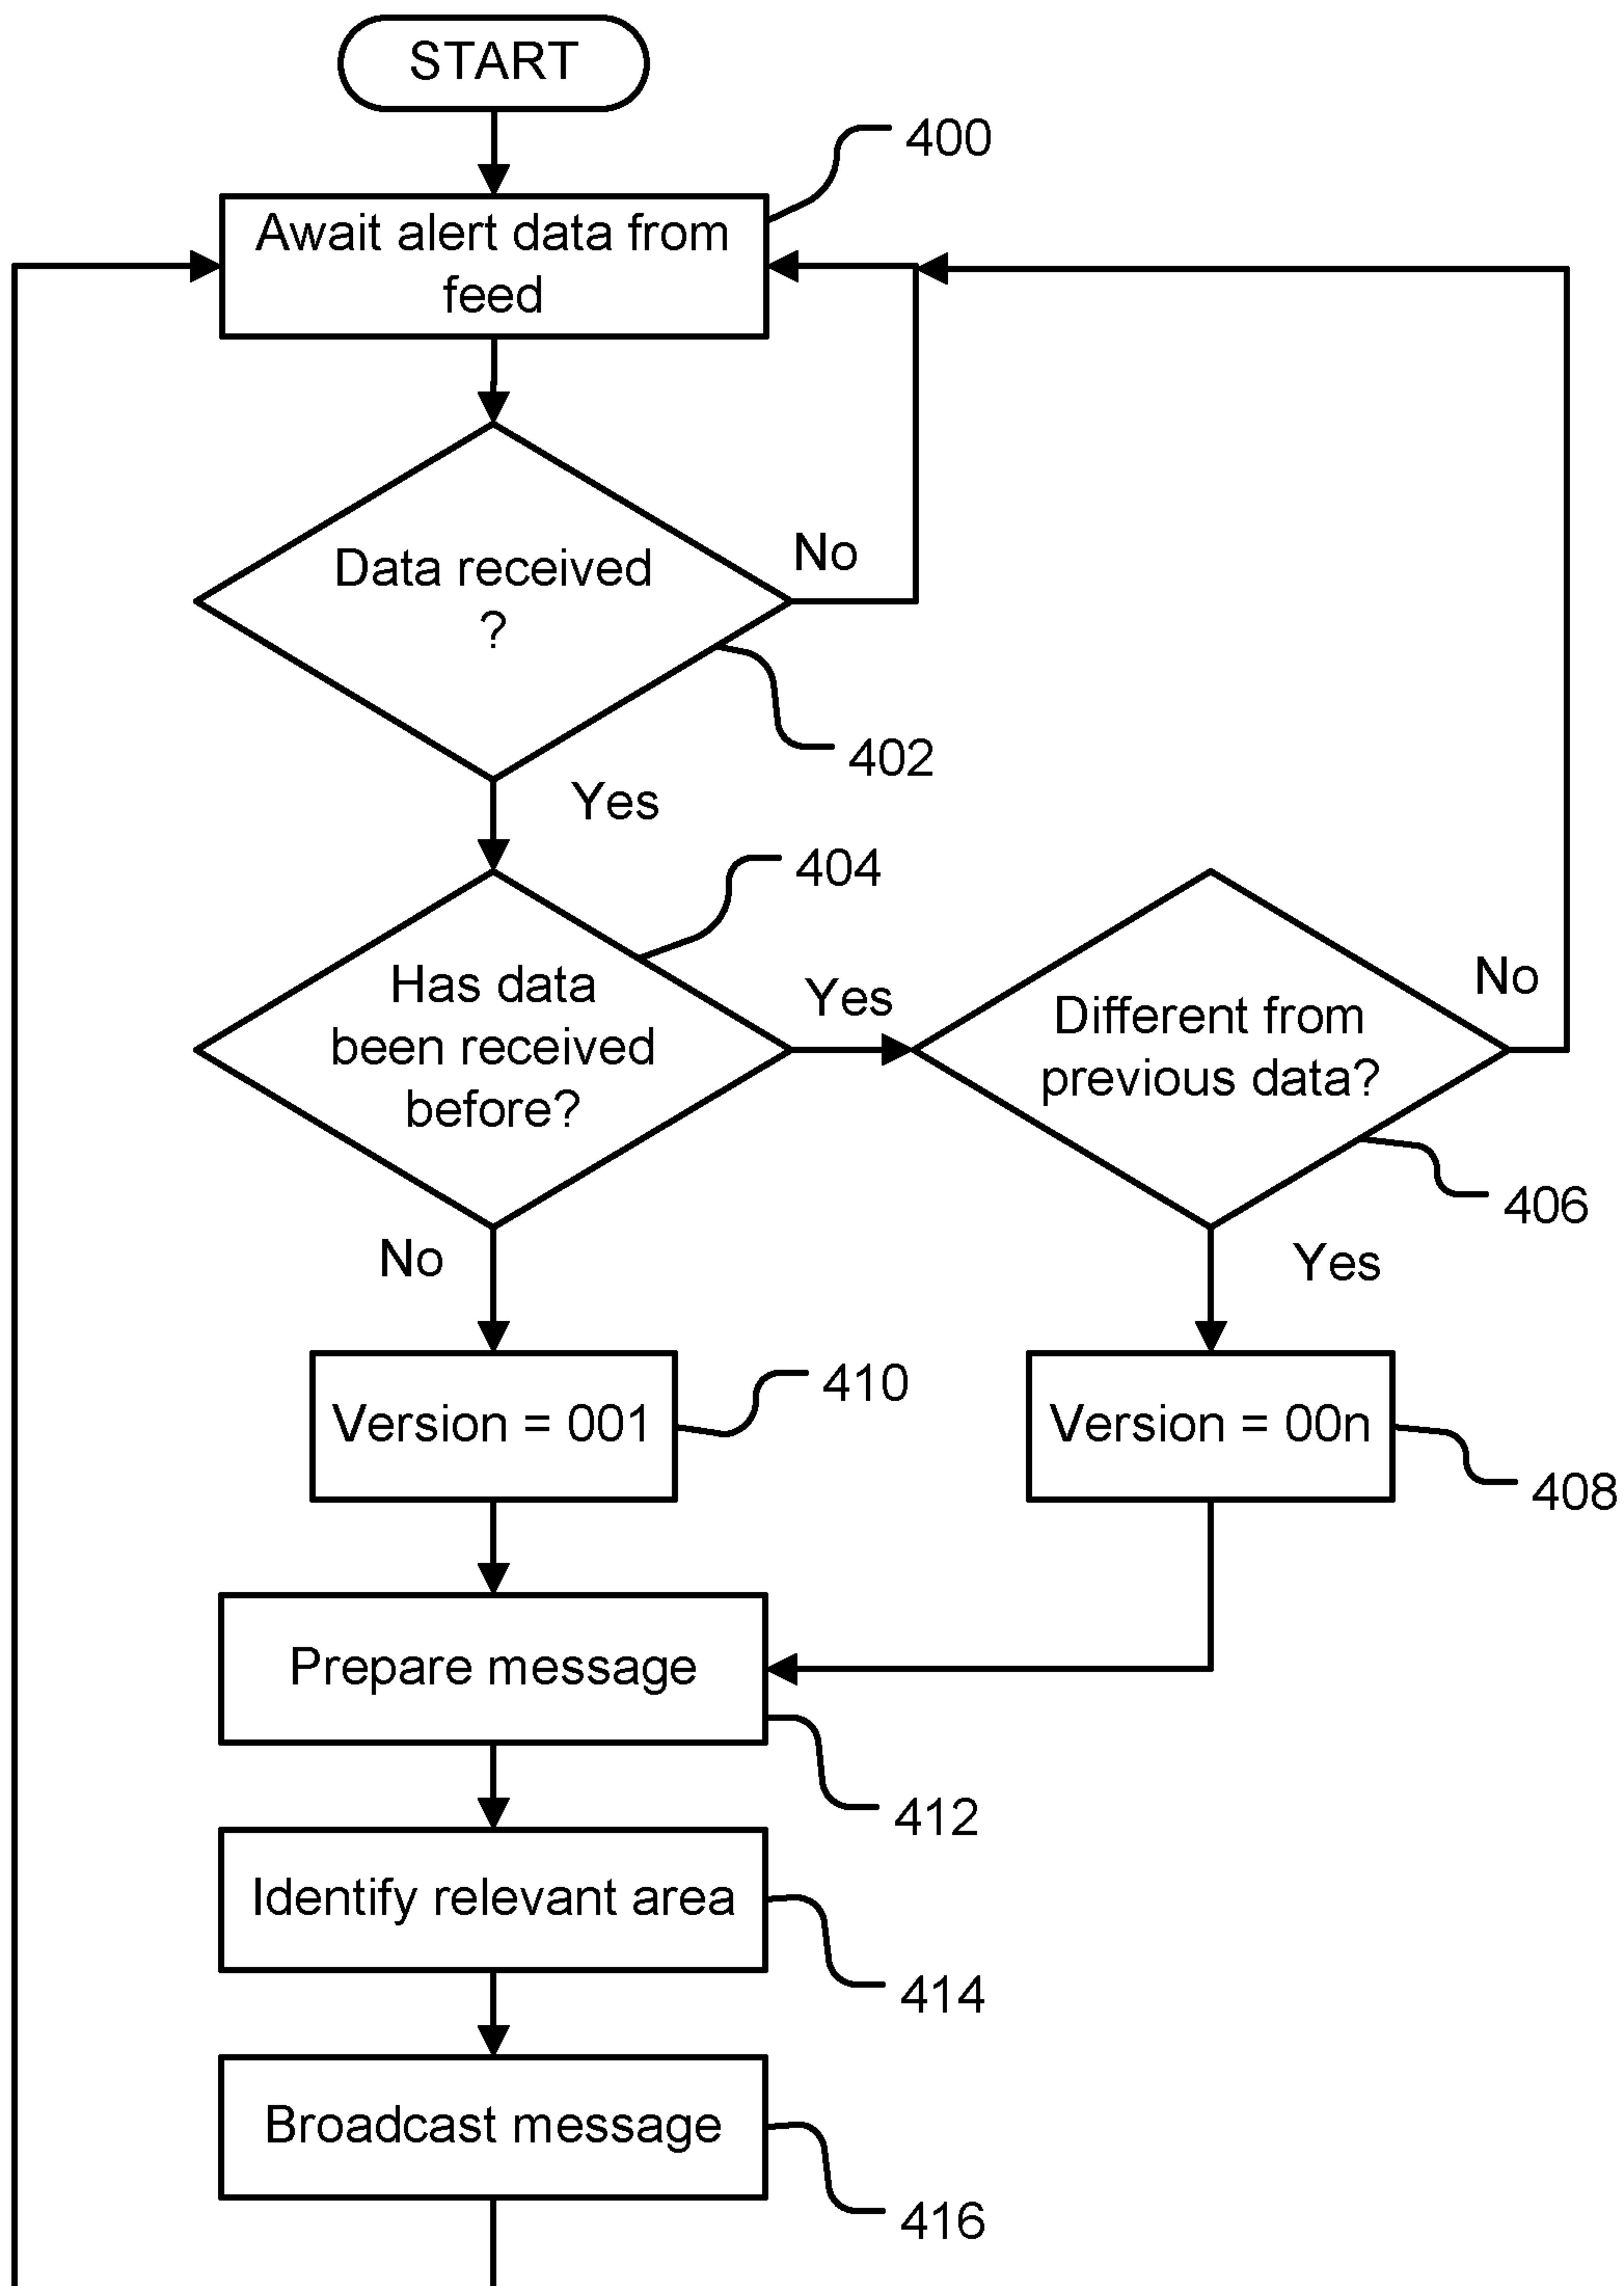 START
400
Await alert data from
feed
No
Data received
?
402
Yes
404
Has data
been received
before?
Yes
Different from
previous data?
No
406
No
Yes
Version = 001
410
Version = 00n
408
Prepare message
412
Identify relevant area
414
Broadcast message
416